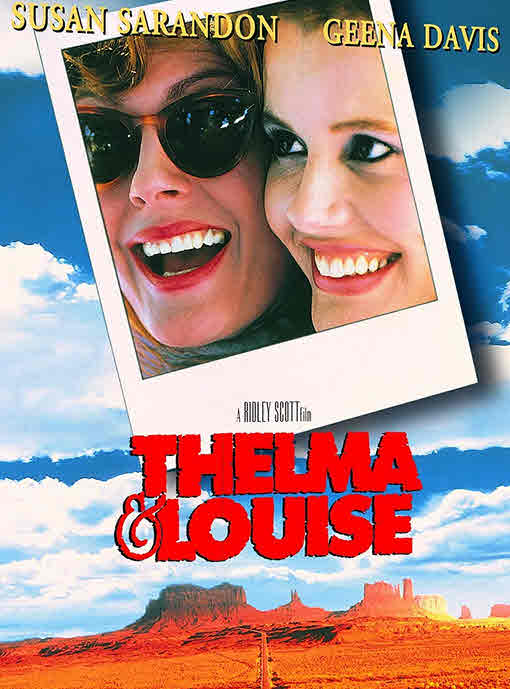 SUSAN SARANDON GEENA DAVIS
A RIDLEY SCOTT film
THELMA
& LOUISE